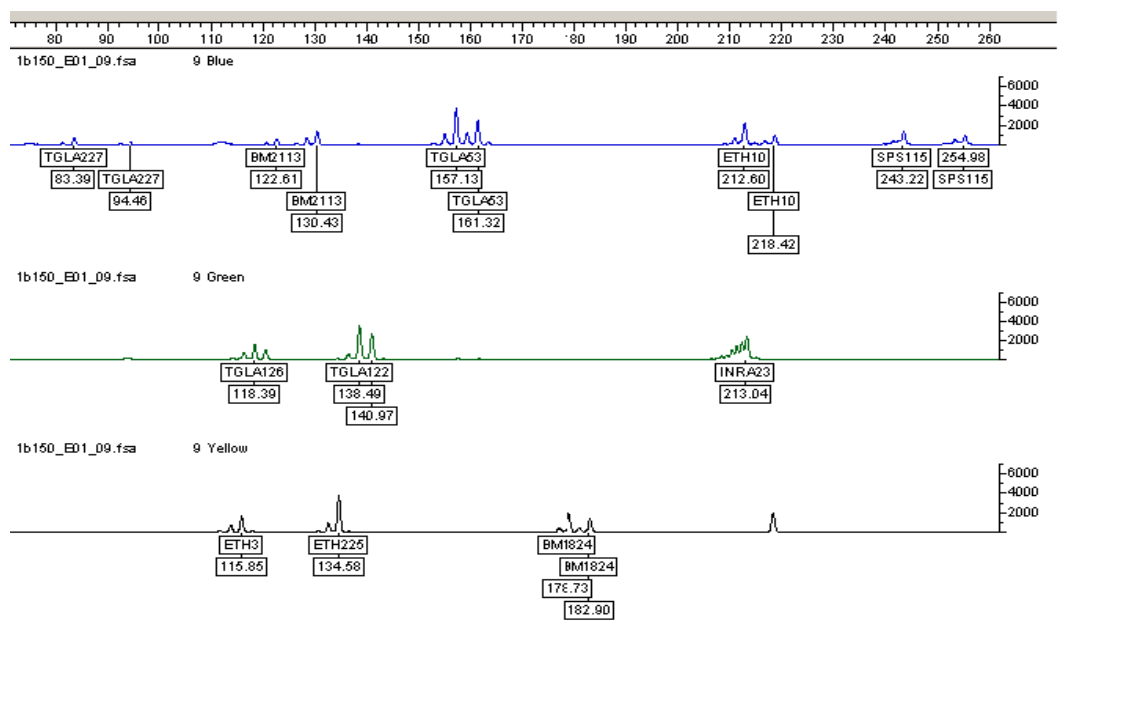 80 90 100 110 120 130 140 150 160 170 180 190 200 210 220 230 240 250 260
1b150_E01_09.fsa 9 Blue
6000
4000
2000
TGLA227 BM2113 TGLA53 ETH10 SPS115 254.98
83.39 TGLA227 122.61 157.13 212.60 243.22 SPS115
94.46 BM2113 TGLA53 ETH10
130.43 161.32
218.42
1b150_E01_09.fsa 9 Green
6000
4000
2000
TGLA126 TGLA122 INRA23
118.39 138.49 213.04
140.97
1b150_E01_09.fsa 9 Yellow
6000
4000
2000
ETH3 ETH225 BM1824
115.85 134.58 BM1824
178.73
182.90